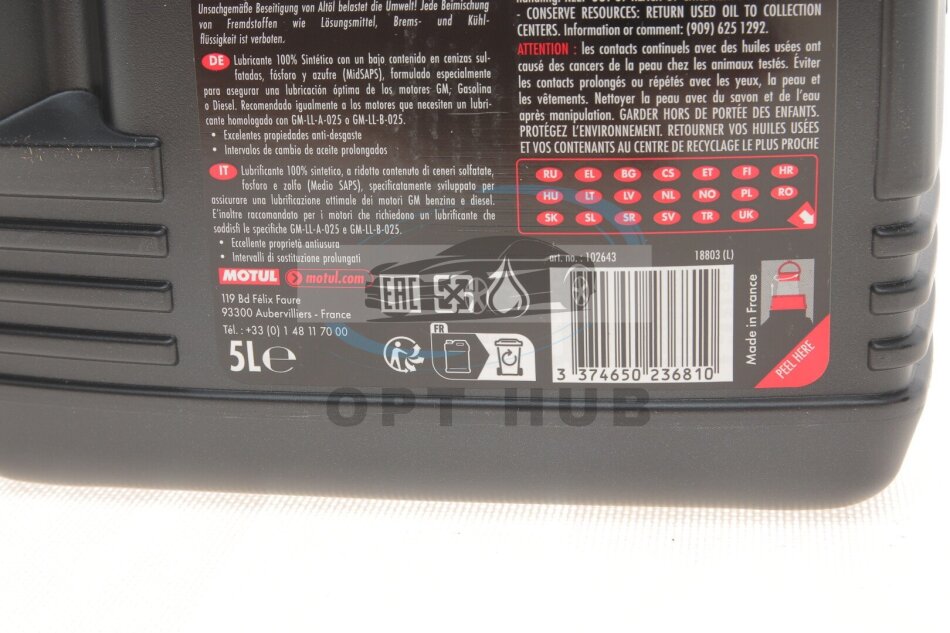 Unsachgemäße Beseitigung von Altöl belastet die Umwelt! Jede Beimischung
von Fremdstoffen wie Lösungsmittel, Brems- und Kühl-
flüssigkeit ist verboten.
DE Lubricante 100% Sintético con un bajo contenido en cenizas sul-
fatadas, fósforo y azufre (MidSAPS), formulado especialmente
para asegurar una lubricación óptima de los motores GM; Gasolina
o Diesel. Recomendado igualmente a los motores que necesiten un lubri-
cante homologado con GM-LL-A-025 o GM-LL-B-025.
• Excelentes propiedades anti-desgaste
• Intervalos de cambio de aceite prolongados
IT Lubrificante 100% sintetico, a ridotto contenuto di ceneri solfatate,
fosforo e zolfo (Medio SAPS), specificatamente sviluppato per
assicurare una lubrificazione ottimale dei motori GM benzina e diesel.
E'inoltre raccomandato per i motori che richiedono un lubrificante che
soddisfi le specifiche GM-LL-A-025 e GM-LL-B-025.
• Eccellente proprietà antiusura
• Intervalli di sostituzione prolungati
MOTUL motul.com
119 Bd Félix Faure
93300 Aubervilliers - France
Tél. : +33 (0) 1 48 11 70 00
5L℮
EAC
FR
- CONSERVE RESOURCES: RETURN USED OIL TO COLLECTION
CENTERS. Information or comment: (909) 625 1292.
ATTENTION : les contacts continuels avec des huiles usées ont
causé des cancers de la peau chez les animaux testés. Éviter
les contacts prolongés ou répétés avec les yeux, la peau et
les vêtements. Nettoyer la peau avec du savon et de l'eau
après manipulation. GARDER HORS DE PORTÉE DES ENFANTS.
PROTÉGEZ L'ENVIRONNEMENT. RETOURNER VOS HUILES USÉES
ET VOS CONTENANTS AU CENTRE DE RECYCLAGE LE PLUS PROCHE
RU EL BG CS ET FI HR
HU LT LV NL NO PL RO
SK SL SR SV TR UK
art. no. : 102643 18803 (L)
3 374650 236810
Made in France
PEEL HERE
OPT HUB